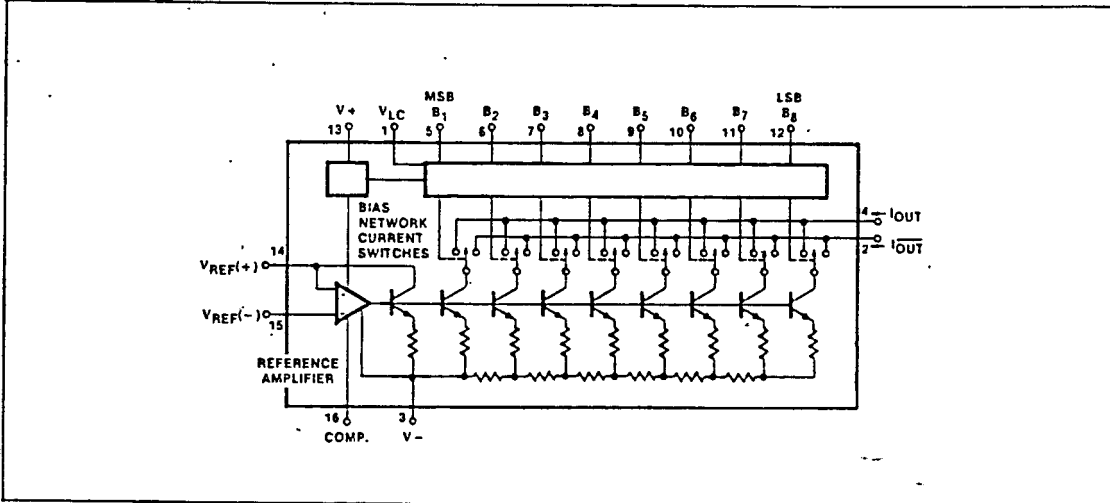 MSB LSB
V+ VLC B1 B2 B3 B4 B5 B6 B7 B8
13 1 5 6 7 8 9 10 11 12
BIAS
NETWORK
CURRENT
SWITCHES
4 IOUT
2 IOUT
14
VREF(+)
VREF(-)
15
REFERENCE
AMPLIFIER
16 3
COMP. V-